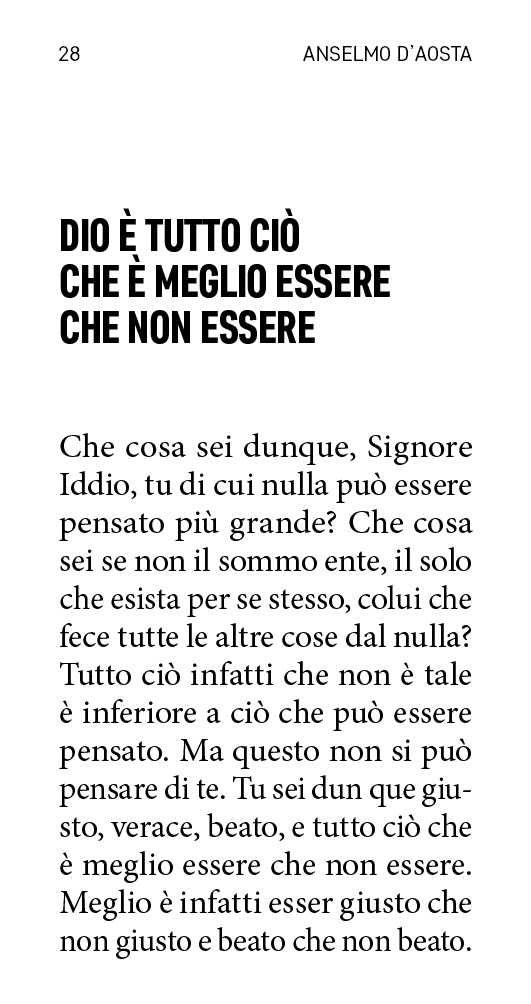 28 ANSELMO D'AOSTA
DIO È TUTTO CIÒ
CHE È MEGLIO ESSERE
CHE NON ESSERE
Che cosa sei dunque, Signore
Iddio, tu di cui nulla può essere
pensato più grande? Che cosa
sei se non il sommo ente, il solo
che esista per se stesso, colui che
fece tutte le altre cose dal nulla?
Tutto ciò infatti che non è tale
è inferiore a ciò che può essere
pensato. Ma questo non si può
pensare di te. Tu sei dun que giu-
sto, verace, beato, e tutto ciò che
è meglio essere che non essere.
Meglio è infatti esser giusto che
non giusto e beato che non beato.